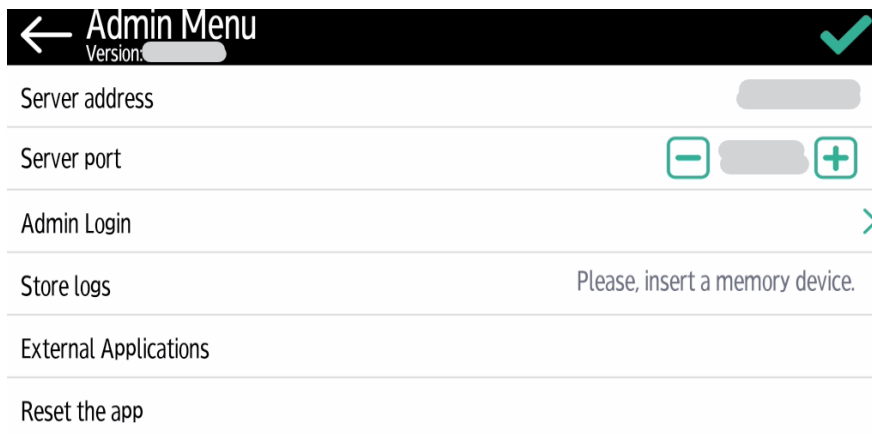 Admin Menu
Version:
Server address
Server port
Admin Login
Store logs
Please, insert a memory device.
External Applications
Reset the app